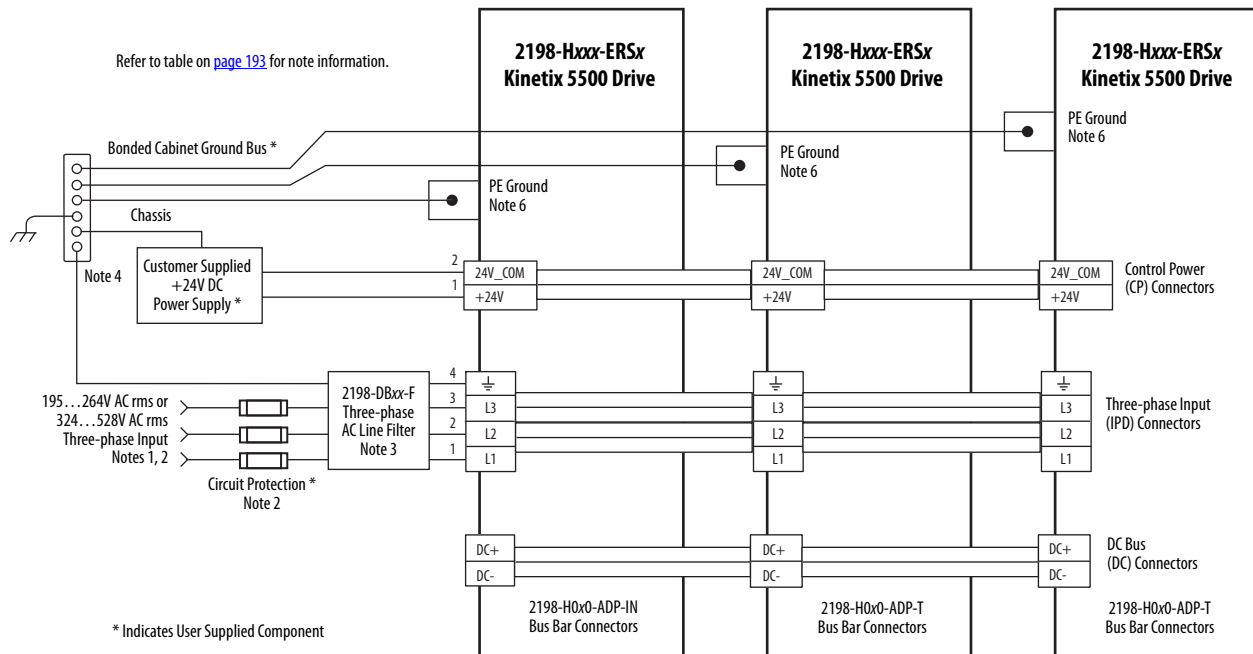 2198-Hxxx-ERSx
Kinetix 5500 Drive
2198-Hxxx-ERSx
Kinetix 5500 Drive
2198-Hxxx-ERSx
Kinetix 5500 Drive
Refer to table on page 193 for note information.
Bonded Cabinet Ground Bus *
PE Ground
Note 6
PE Ground
Note 6
PE Ground
Note 6
Chassis
Note 4
Customer Supplied
+24V DC
Power Supply *
2
1
24V_COM
+24V
24V_COM
+24V
24V_COM
+24V
Control Power
(CP) Connectors
195…264V AC rms or
324…528V AC rms
Three-phase Input
Notes 1, 2
Circuit Protection *
Note 2
2198-DBxx-F
Three-phase
AC Line Filter
Note 3
4
3
2
1
L3
L2
L1
L3
L2
L1
L3
L2
L1
Three-phase Input
(IPD) Connectors
DC+
DC-
DC+
DC-
DC+
DC-
DC Bus
(DC) Connectors
2198-H0x0-ADP-IN
Bus Bar Connectors
2198-H0x0-ADP-T
Bus Bar Connectors
2198-H0x0-ADP-T
Bus Bar Connectors
* Indicates User Supplied Component